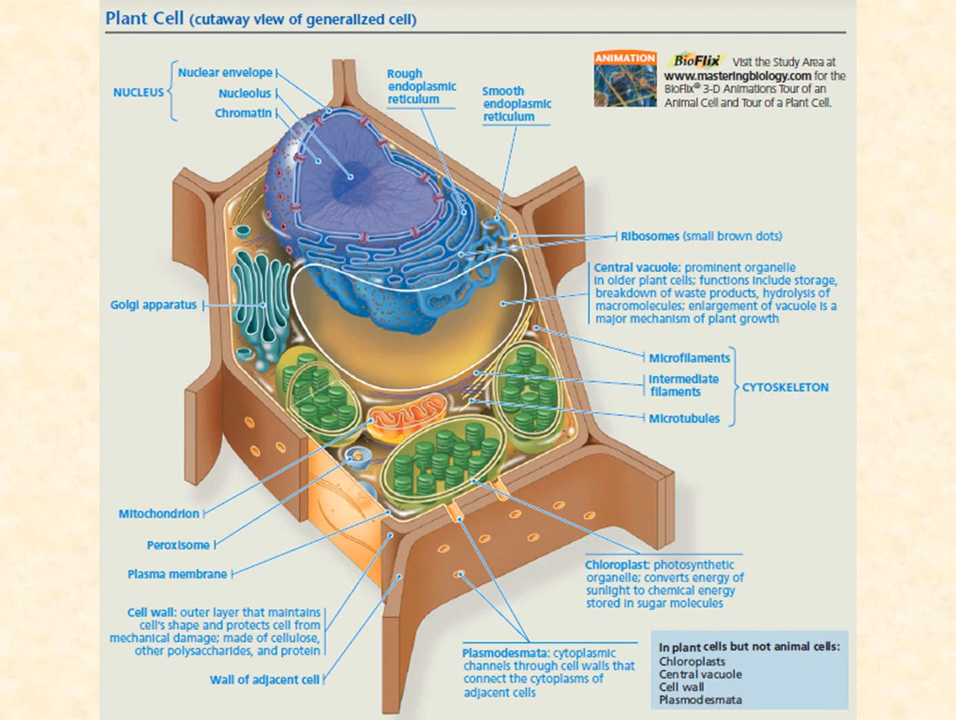 Plant Cell (cutaway view of generalized cell)
NUCLEUS
Nuclear envelope
Nucleolus
Chromatin
Rough
endoplasmic
reticulum
Smooth
endoplasmic
reticulum
ANIMATION
BioFlix Visit the Study Area at
www.masteringbiology.com for the
BioFlix® 3-D Animations Tour of an
Animal Cell and Tour of a Plant Cell.
Ribosomes (small brown dots)
Central vacuole: prominent organelle
in older plant cells; functions include storage,
breakdown of waste products, hydrolysis of
macromolecules; enlargement of vacuole is a
major mechanism of plant growth
Golgi apparatus
Microfilaments
Intermediate
filaments
Microtubules
CYTOSKELETON
Mitochondrion
Peroxisome
Plasma membrane
Cell wall: outer layer that maintains
cell's shape and protects cell from
mechanical damage; made of cellulose,
other polysaccharides, and protein
Wall of adjacent cell
Chloroplast: photosynthetic
organelle; converts energy of
sunlight to chemical energy
stored in sugar molecules
Plasmodesmata: cytoplasmic
channels through cell walls that
connect the cytoplasms of
adjacent cells
In plant cells but not animal cells:
Chloroplasts
Central vacuole
Cell wall
Plasmodesmata